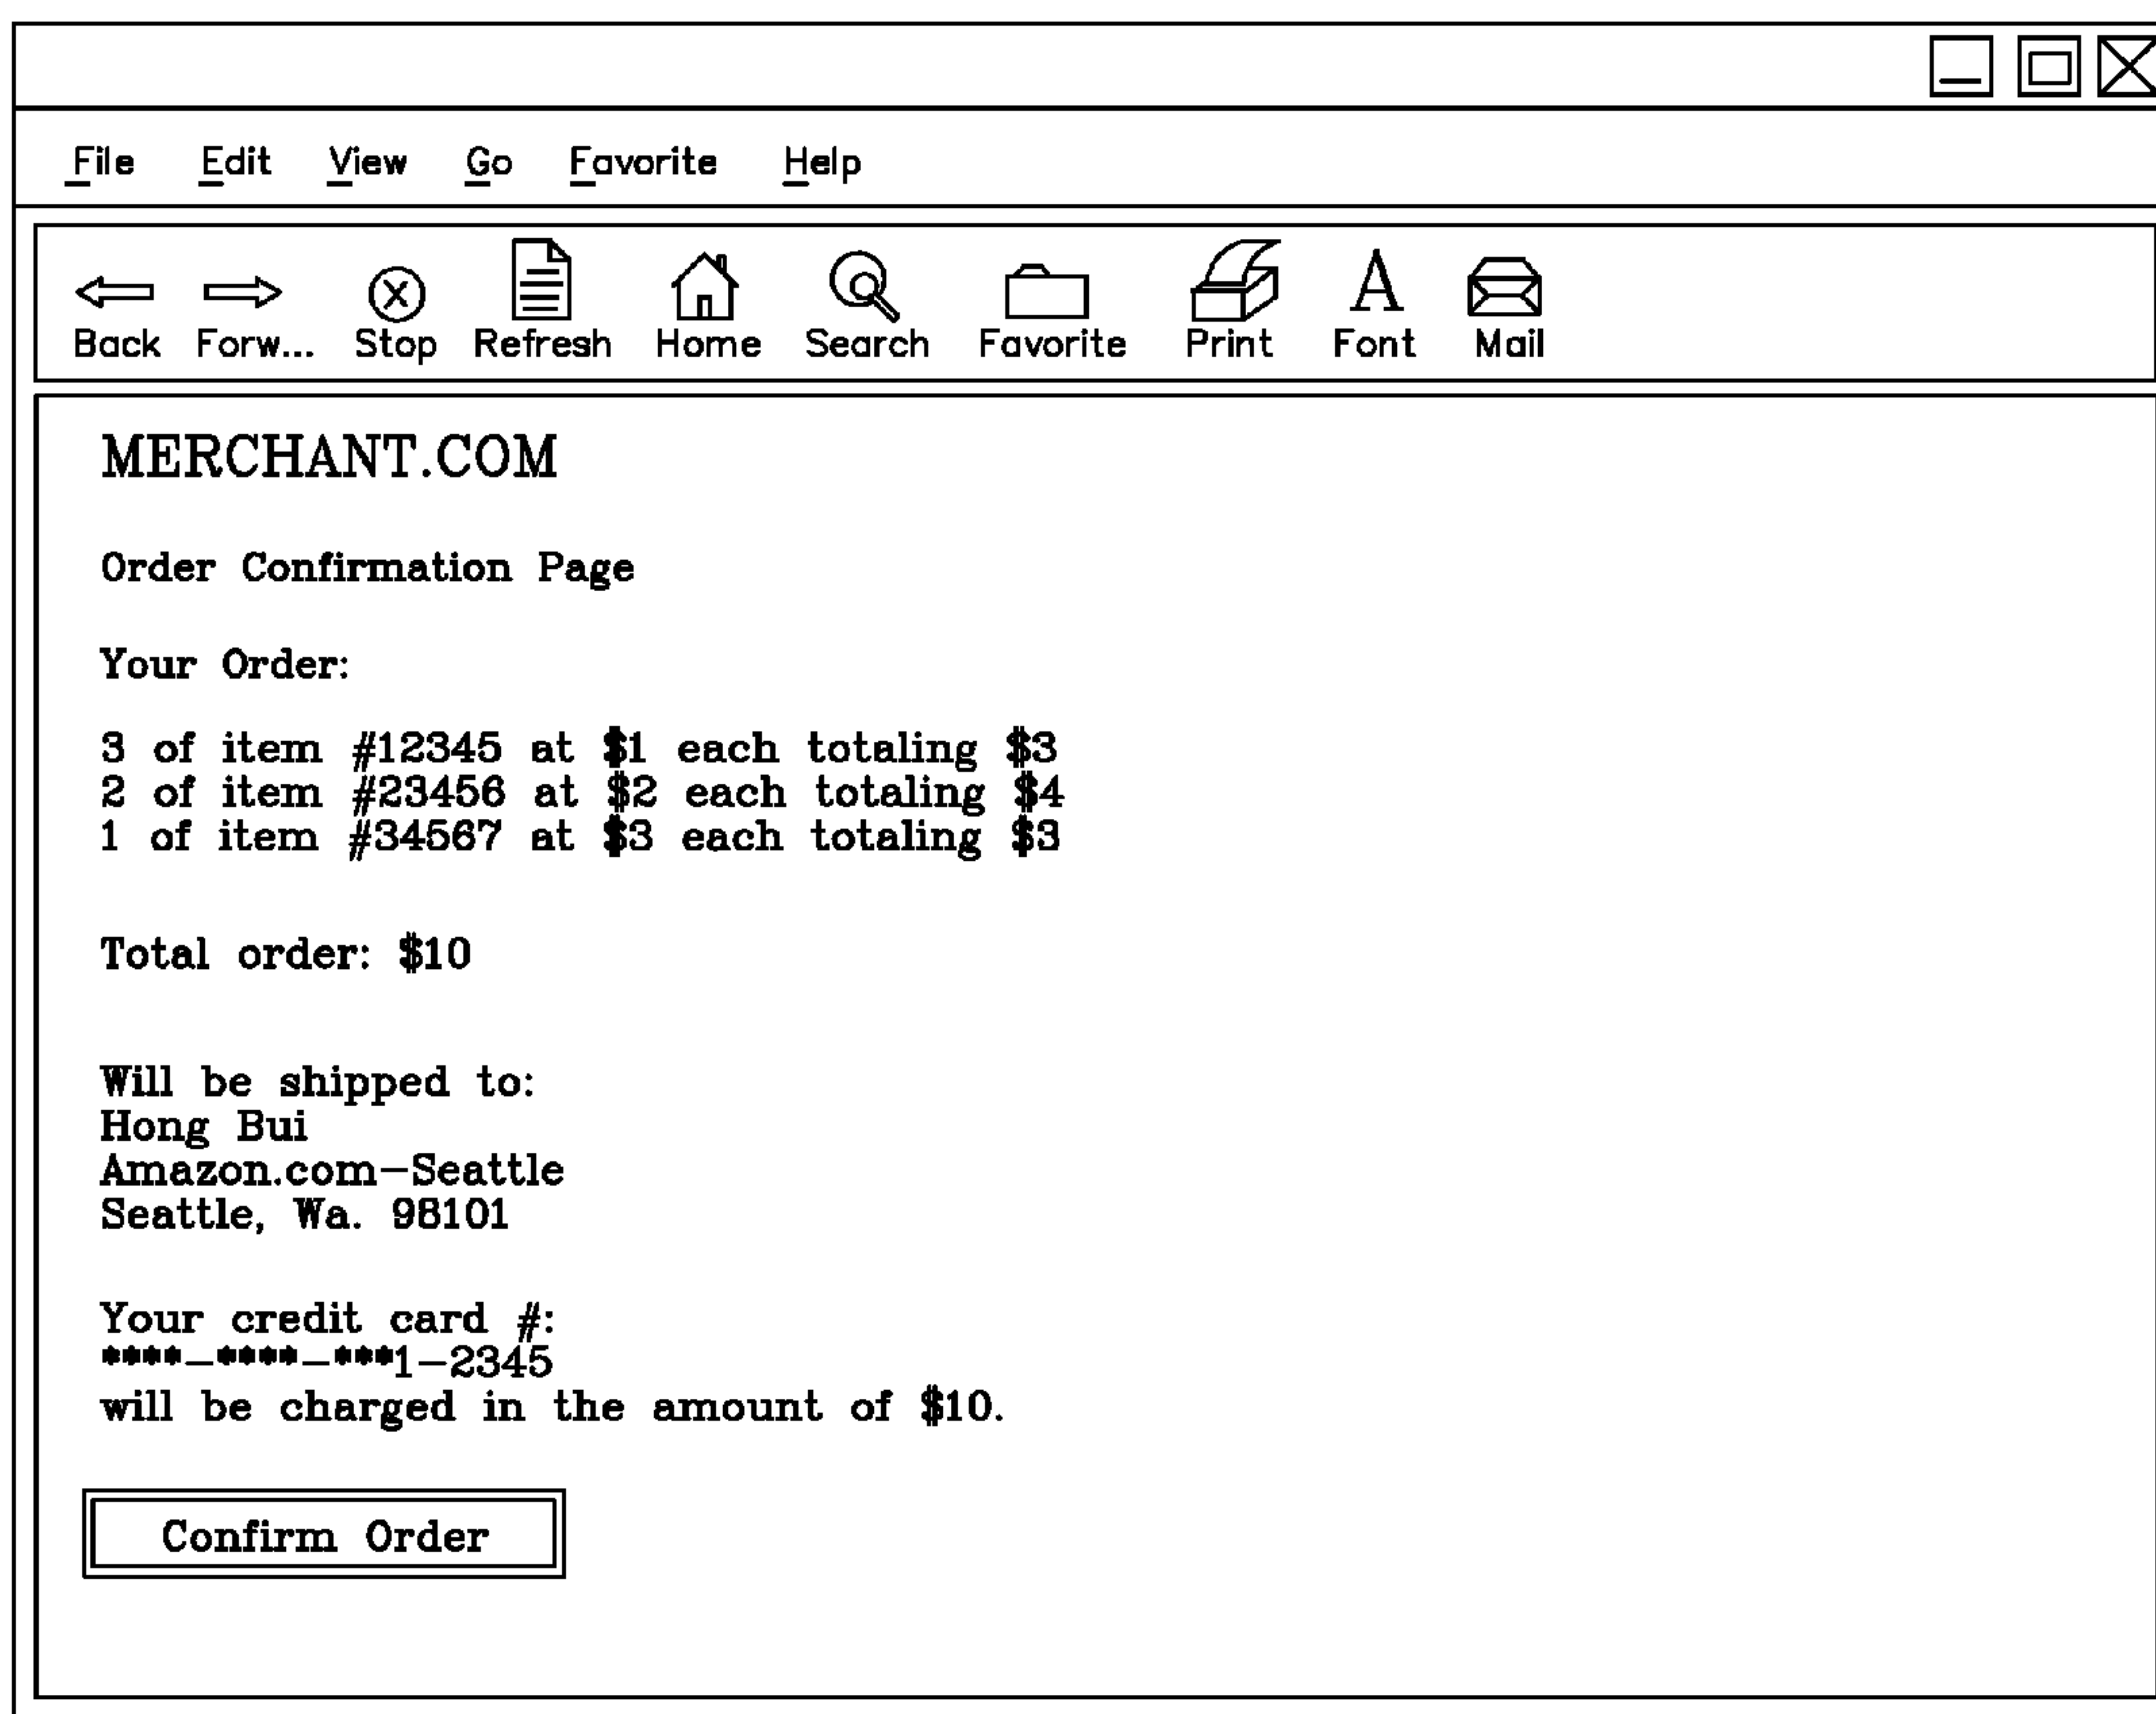 File Edit View Go Favorite Help
Back Forw... Stop Refresh Home Search Favorite Print Font Mail
MERCHANT.COM
Order Confirmation Page
Your Order:
3 of item #12345 at $1 each totaling $3
2 of item #23456 at $2 each totaling $4
1 of item #34567 at $3 each totaling $3
Total order: $10
Will be shipped to:
Hong Bui
Amazon.com-Seattle
Seattle, Wa. 98101
Your credit card #:
****-****-***1-2345
will be charged in the amount of $10.
Confirm Order